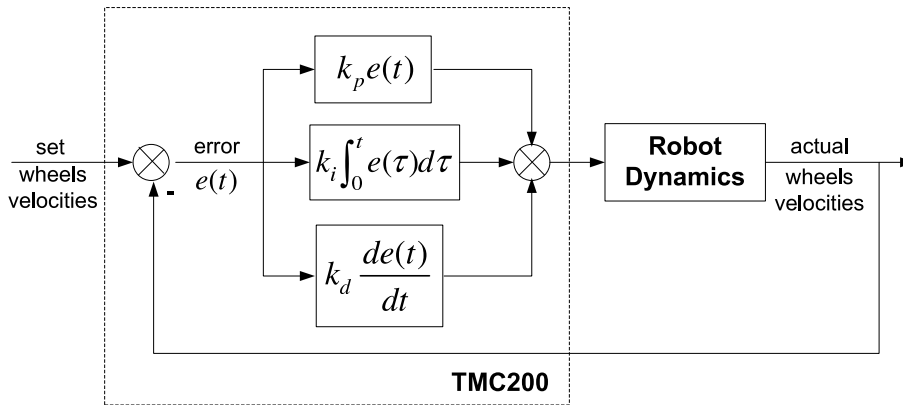 set
wheels
velocities
-
error
e(t)
k_p e(t)
k_i ∫_0^t e(τ)dτ
k_d de(t)/dt
Robot
Dynamics
actual
wheels
velocities
TMC200